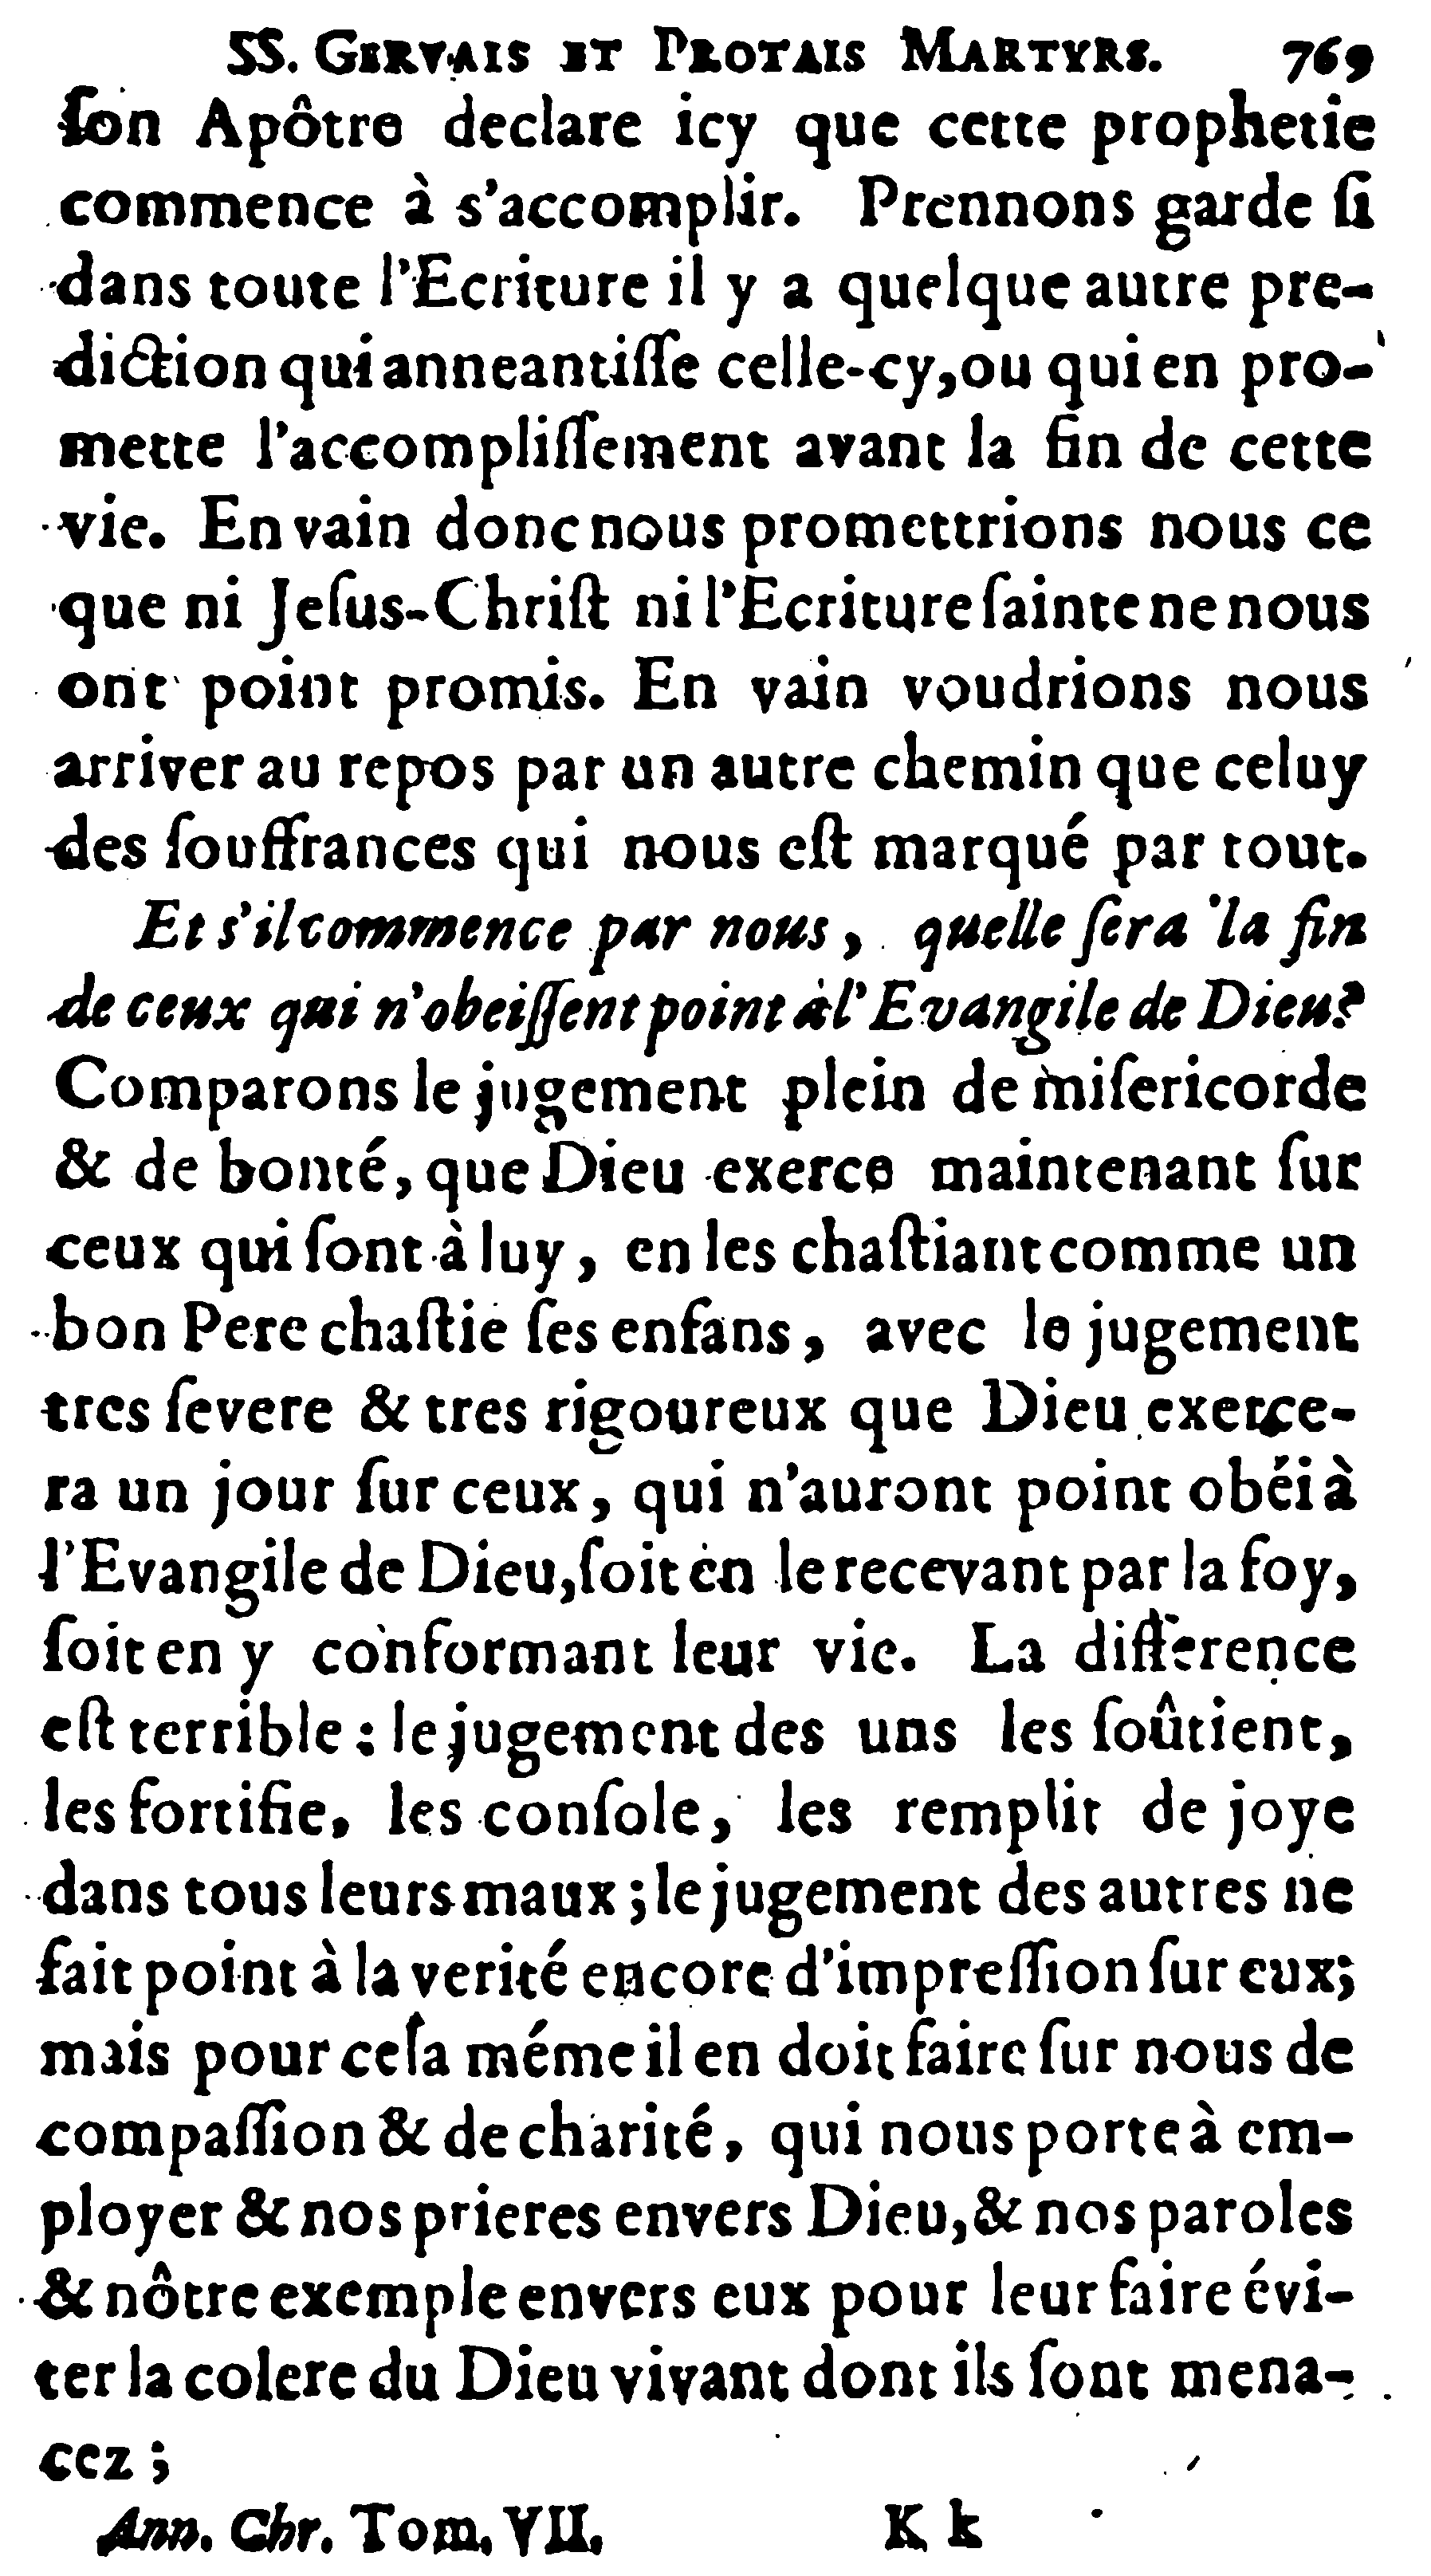 SS. GERVAIS ET PROTAIS MARTYRS. 769
ſon Apôtre declare icy que cette prophetie
commence à s'accomplir. Prennons garde ſi
dans toute l'Ecriture il y a quelque autre pre-
diction qui anneantiſſe celle-cy, ou qui en pro-
mette l'accompliſſement avant la fin de cette
vie. En vain donc nous promettrions nous ce
que ni Jeſus-Chriſt ni l'Ecriture ſainte ne nous
ont point promis. En vain voudrions nous
arriver au repos par un autre chemin que celuy
des ſouffrances qui nous eſt marqué par tout.
Et s'il commence par nous, quelle ſera la fin
de ceux qui n'obeiſſent point à l'Evangile de Dieu?
Comparons le jugement plein de miſericorde
& de bonté, que Dieu exerce maintenant ſur
ceux qui ſont à luy, en les chaſtiant comme un
bon Pere chaſtie ſes enfans, avec le jugement
tres ſevere & tres rigoureux que Dieu exerce-
ra un jour ſur ceux, qui n'auront point obéi à
l'Evangile de Dieu, ſoit en le recevant par la foy,
ſoit en y conformant leur vie. La difference
eſt terrible : le jugement des uns les ſoûtient,
les fortifie, les conſole, les remplit de joye
dans tous leurs maux ; le jugement des autres ne
fait point à la verité encore d'impreſſion ſur eux;
mais pour cela méme il en doit faire ſur nous de
compaſſion & de charité, qui nous porte à em-
ployer & nos prieres envers Dieu, & nos paroles
& nôtre exemple envers eux pour leur faire évi-
ter la colere du Dieu vivant dont ils ſont mena-
cez ;
Ann. Chr. Tom. VII. K k